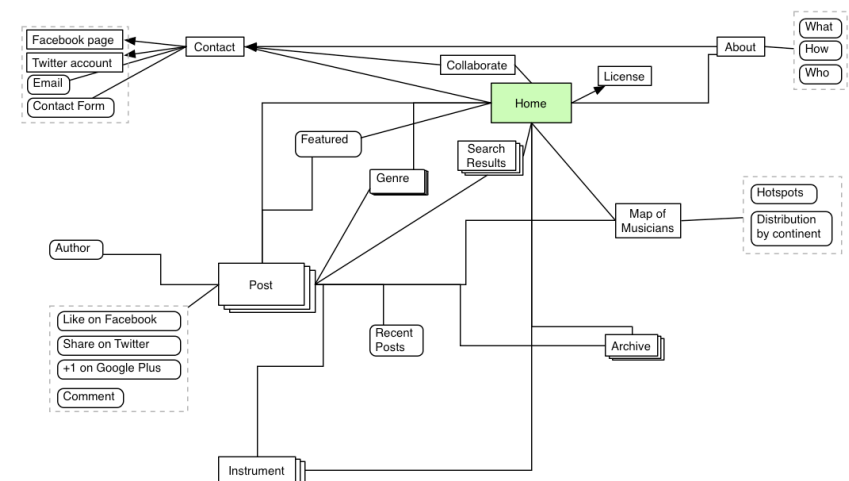 What
Facebook page
Contact
About
How
Twitter account
Collaborate
Who
Email
License
Contact Form
Home
Featured
Search
Results
Genre
Hotspots
Map of
Musicians
Distribution
by continent
Author
Post
Like on Facebook
Recent
Posts
Share on Twitter
Archive
+1 on Google Plus
Comment
Instrument